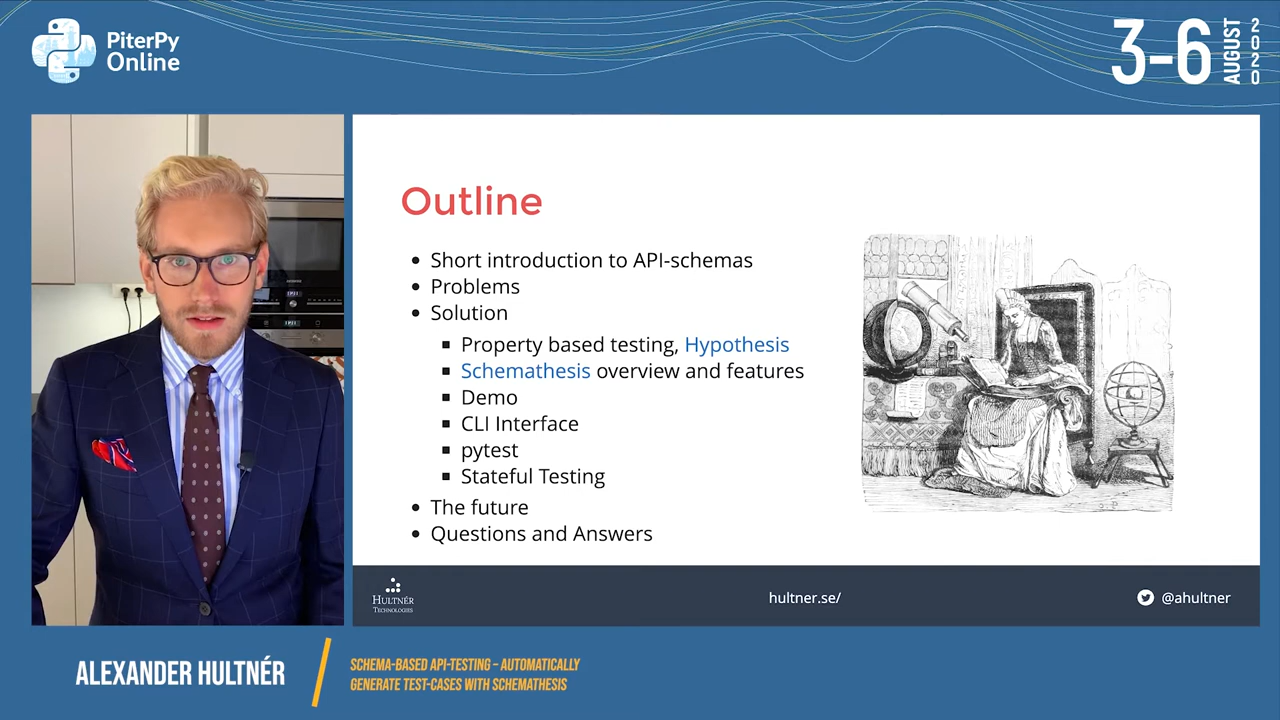 PiterPy
Online
3-6
AUGUST
2020
Outline
Short introduction to API-schemas
Problems
Solution
Property based testing, Hypothesis
Schemathesis overview and features
Demo
CLI Interface
pytest
Stateful Testing
The future
Questions and Answers
HULTNÉR
TECHNOLOGIES
hultner.se/
@ahultner
ALEXANDER HULTNÉR
SCHEMA-BASED API-TESTING – AUTOMATICALLY
GENERATE TEST-CASES WITH SCHEMATHESIS